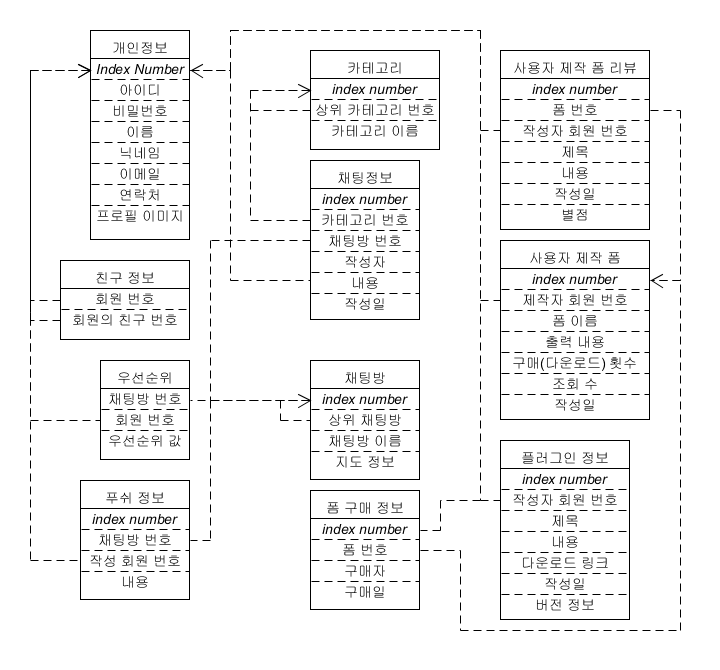 개인정보
Index Number
아이디
비밀번호
이름
닉네임
이메일
연락처
프로필 이미지
친구 정보
회원 번호
회원의 친구 번호
우선순위
채팅방 번호
회원 번호
우선순위 값
푸쉬 정보
index number
채팅방 번호
작성 회원 번호
내용
카테고리
index number
상위 카테고리 번호
카테고리 이름
채팅정보
index number
카테고리 번호
채팅방 번호
작성자
내용
작성일
채팅방
index number
상위 채팅방
채팅방 이름
지도 정보
폼 구매 정보
index number
폼 번호
구매자
구매일
사용자 제작 폼 리뷰
index number
폼 번호
작성자 회원 번호
제목
내용
작성일
별점
사용자 제작 폼
index number
제작자 회원 번호
폼 이름
출력 내용
구매(다운로드) 횟수
조회 수
작성일
플러그인 정보
index number
작성자 회원 번호
제목
내용
다운로드 링크
작성일
버전 정보